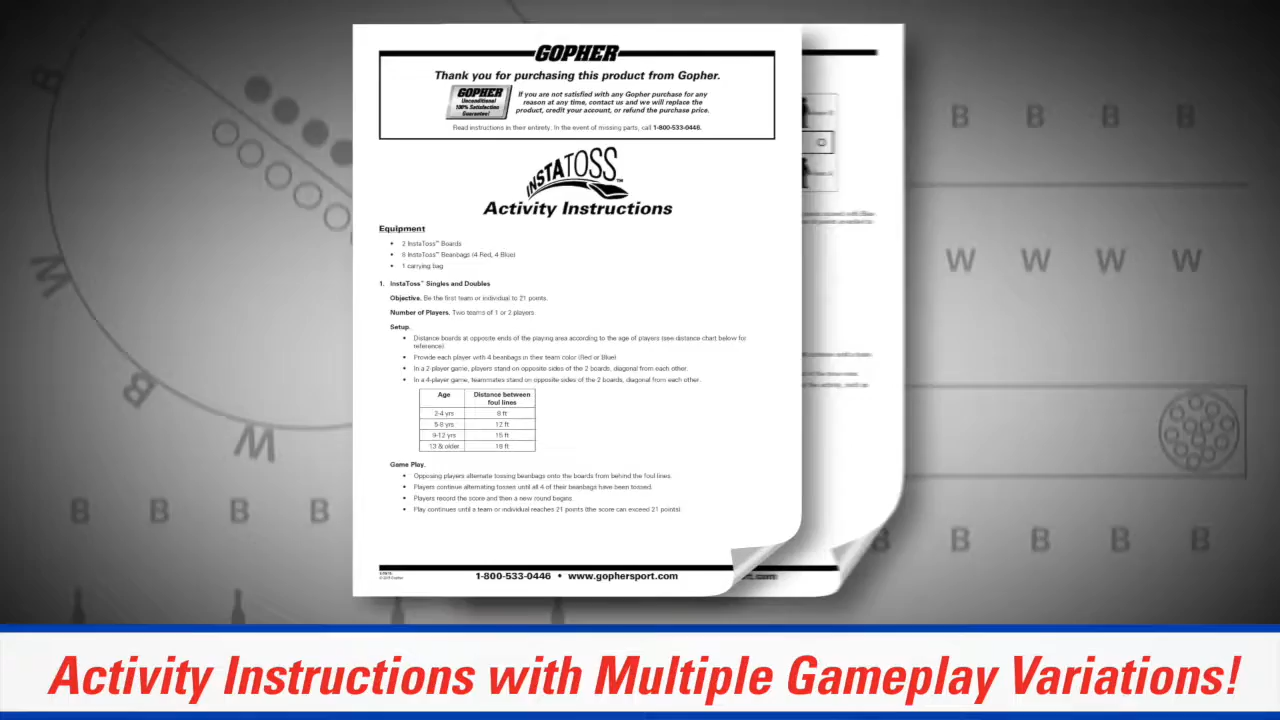 GOPHER
Thank you for purchasing this product from Gopher.
GOPHER
Unconditional
100% Satisfaction
Guarantee!
If you are not satisfied with any Gopher purchase for any
reason at any time, contact us and we will replace the
product, credit your account, or refund the purchase price.
Read instructions in their entirety. In the event of missing parts, call 1-800-533-0446.
INSTATOSS™
Activity Instructions
Equipment
• 2 InstaToss™ Boards
• 8 InstaToss™ Beanbags (4 Red, 4 Blue)
• 1 carrying bag
1. InstaToss™ Singles and Doubles
Objective. Be the first team or individual to 21 points.
Number of Players. Two teams of 1 or 2 players
Setup.
• Distance boards at opposite ends of the playing area according to the age of players (see distance chart below for
reference)
• Provide each player with 4 beanbags in their team color (Red or Blue)
• In a 2-player game, players stand on opposite sides of the 2 boards, diagonal from each other.
• In a 4-player game, teammates stand on opposite sides of the 2 boards, diagonal from each other.
Age Distance between
foul lines
2-4 yrs 8 ft
5-8 yrs 12 ft
9-12 yrs 15 ft
13 & older 18 ft
Game Play.
• Opposing players alternate tossing beanbags onto the boards from behind the foul lines.
• Players continue alternating tosses until all 4 of their beanbags have been tossed.
• Players record the score and then a new round begins
• Play continues until a team or individual reaches 21 points (the score can exceed 21 points).
1-800-533-0446 • www.gophersport.com
B B B B
W W W W
B
W
B
W
B B B B
B B B B B
Activity Instructions with Multiple Gameplay Variations!